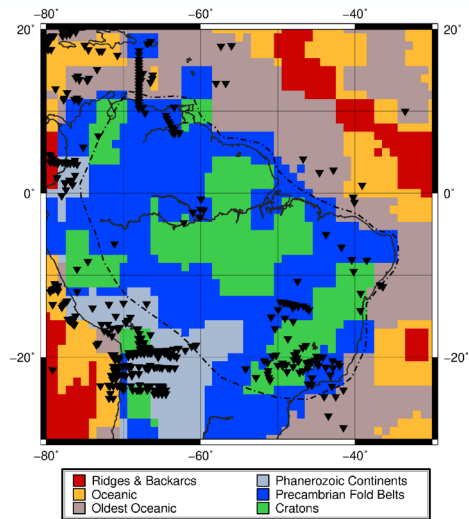 −80˚ −60˚ −40˚
20˚ 20˚
0˚ 0˚
−20˚ −20˚
−80˚ −60˚ −40˚
Ridges & Backarcs Phanerozoic Continents
Oceanic Precambrian Fold Belts
Oldest Oceanic Cratons